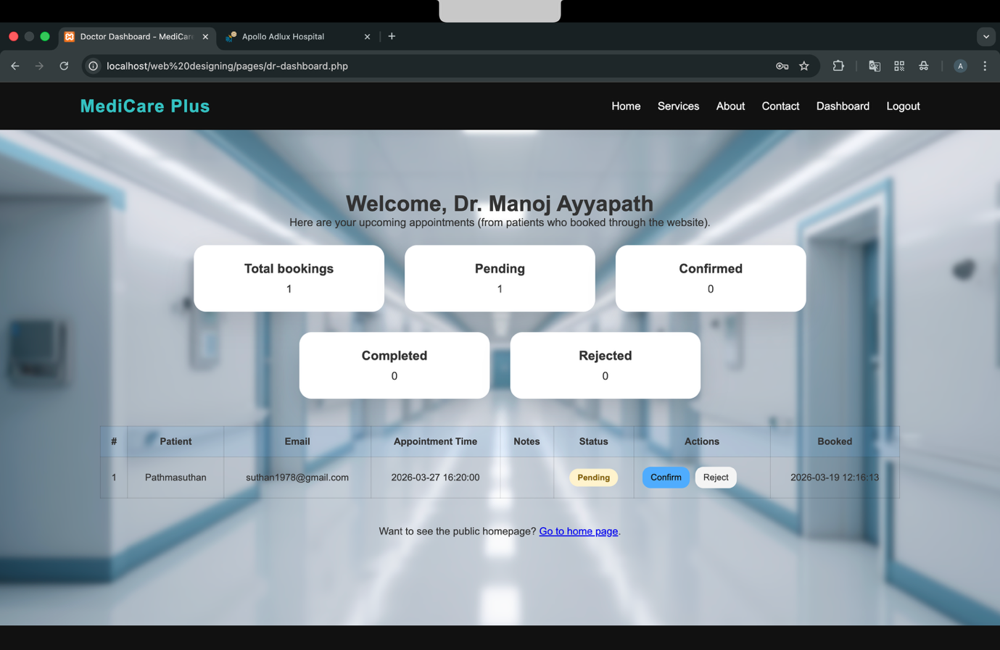 Doctor Dashboard - MediCare
Apollo Adlux Hospital
localhost/web%20designing/pages/dr-dashboard.php
A
MediCare Plus
Home Services About Contact Dashboard Logout
Welcome, Dr. Manoj Ayyapath
Here are your upcoming appointments (from patients who booked through the website).
Total bookings Pending Confirmed
1 1 0
Completed Rejected
0 0
# Patient Email Appointment Time Notes Status Actions Booked
1 Pathmasuthan suthan1978@gmail.com 2026-03-27 16:20:00 Pending Confirm Reject 2026-03-19 12:16:13
Want to see the public homepage? Go to home page.